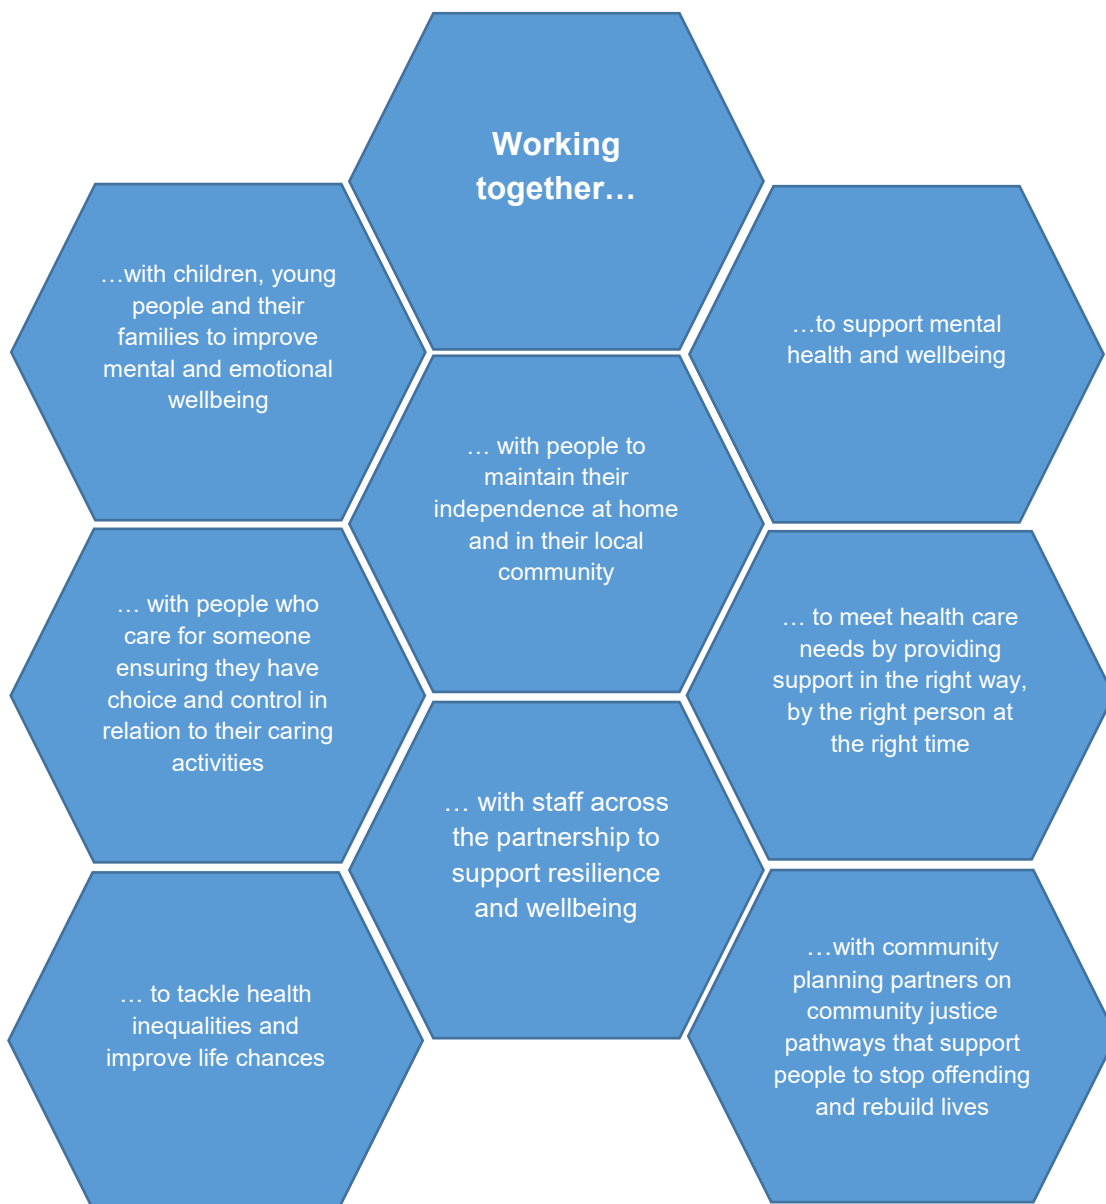 Working
together…
…with children, young
people and their
families to improve
mental and emotional
wellbeing
…to support mental
health and wellbeing
… with people to
maintain their
independence at home
and in their local
community
… with people who
care for someone
ensuring they have
choice and control in
relation to their caring
activities
… to meet health care
needs by providing
support in the right way,
by the right person at
the right time
… with staff across
the partnership to
support resilience
and wellbeing
… to tackle health
inequalities and
improve life chances
…with community
planning partners on
community justice
pathways that support
people to stop offending
and rebuild lives